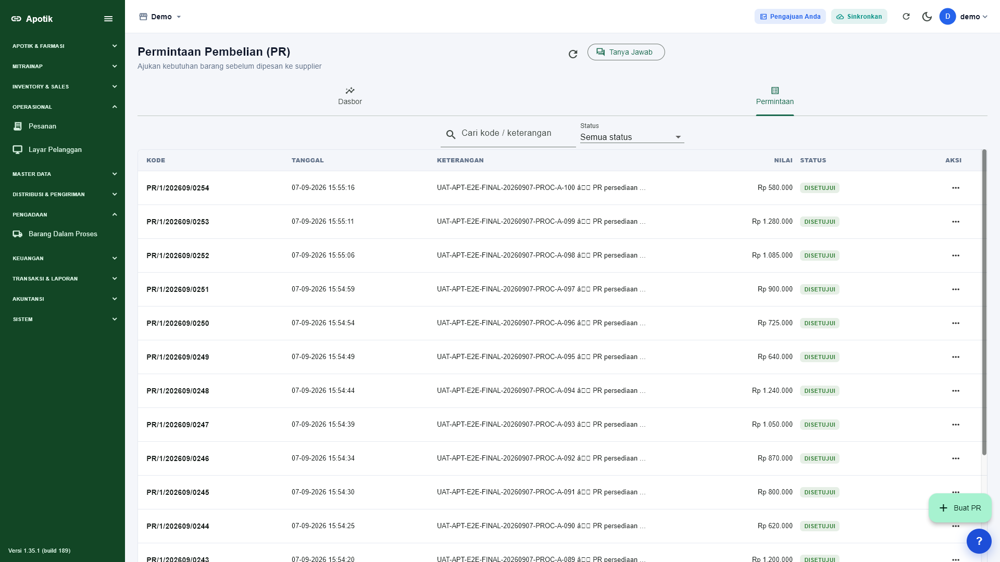 Apotik
Demo
Pengajuan Anda
Sinkronkan
D
demo
APOTIK & FARMASI
MITRAINAP
INVENTORY & SALES
OPERASIONAL
Pesanan
Layar Pelanggan
MASTER DATA
DISTRIBUSI & PENGIRIMAN
PENGADAAN
Barang Dalam Proses
KEUANGAN
TRANSAKSI & LAPORAN
AKUNTANSI
SISTEM
Versi 1.35.1 (build 189)
Permintaan Pembelian (PR)
Ajukan kebutuhan barang sebelum dipesan ke supplier
Tanya Jawab
Dasbor
Permintaan
Cari kode / keterangan
Status
Semua status
KODE TANGGAL KETERANGAN NILAI STATUS AKSI
PR/1/202609/0254 07-09-2026 15:55:16 UAT-APT-E2E-FINAL-20260907-PROC-A-100 â□□ PR persediaan ... Rp 580.000 DISETUJUI
PR/1/202609/0253 07-09-2026 15:55:11 UAT-APT-E2E-FINAL-20260907-PROC-A-099 â□□ PR persediaan ... Rp 1.280.000 DISETUJUI
PR/1/202609/0252 07-09-2026 15:55:06 UAT-APT-E2E-FINAL-20260907-PROC-A-098 â□□ PR persediaan ... Rp 1.085.000 DISETUJUI
PR/1/202609/0251 07-09-2026 15:54:59 UAT-APT-E2E-FINAL-20260907-PROC-A-097 â□□ PR persediaan ... Rp 900.000 DISETUJUI
PR/1/202609/0250 07-09-2026 15:54:54 UAT-APT-E2E-FINAL-20260907-PROC-A-096 â□□ PR persediaan ... Rp 725.000 DISETUJUI
PR/1/202609/0249 07-09-2026 15:54:49 UAT-APT-E2E-FINAL-20260907-PROC-A-095 â□□ PR persediaan ... Rp 640.000 DISETUJUI
PR/1/202609/0248 07-09-2026 15:54:44 UAT-APT-E2E-FINAL-20260907-PROC-A-094 â□□ PR persediaan ... Rp 1.240.000 DISETUJUI
PR/1/202609/0247 07-09-2026 15:54:39 UAT-APT-E2E-FINAL-20260907-PROC-A-093 â□□ PR persediaan ... Rp 1.050.000 DISETUJUI
PR/1/202609/0246 07-09-2026 15:54:34 UAT-APT-E2E-FINAL-20260907-PROC-A-092 â□□ PR persediaan ... Rp 870.000 DISETUJUI
PR/1/202609/0245 07-09-2026 15:54:30 UAT-APT-E2E-FINAL-20260907-PROC-A-091 â□□ PR persediaan ... Rp 800.000 DISETUJUI
PR/1/202609/0244 07-09-2026 15:54:25 UAT-APT-E2E-FINAL-20260907-PROC-A-090 â□□ PR persediaan ... Rp 620.000 DISETUJUI
PR/1/202609/0243 07-09-2026 15:54:20 UAT-APT-E2E-FINAL-20260907-PROC-A-089 â□□ PR persediaan ... Rp 1.200.000 DISETUJUI
Buat PR
?